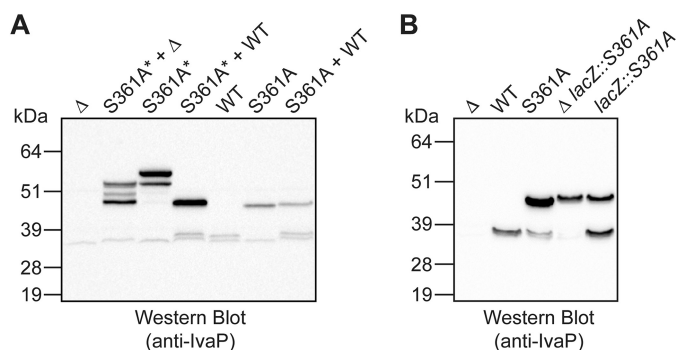 A
Δ
S361A* + Δ
S361A*
S361A* + WT
WT
S361A
S361A + WT
kDa
64
51
39
28
19
Western Blot
(anti-IvaP)
B
Δ
WT
S361A
Δ lacZ::S361A
lacZ::S361A
kDa
64
51
39
28
19
Western Blot
(anti-IvaP)